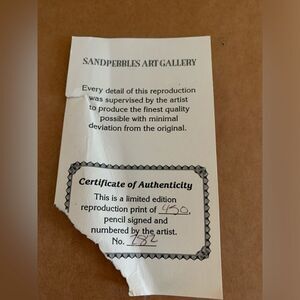 SANDPEBBLES ART GALLERY
Every detail of this reproduction
was supervised by the artist
to produce the finest quality
possible with minimal
deviation from the original.
Certificate of Authenticity
This is a limited edition
reproduction print of 450,
pencil signed and
numbered by the artist.
No. 282